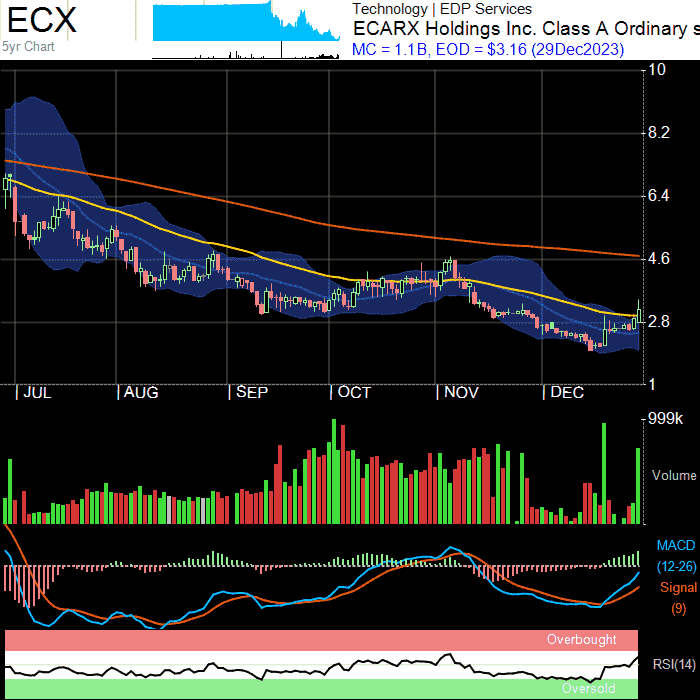 ECX
5yr Chart
Technology | EDP Services
ECARX Holdings Inc. Class A Ordinary s
MC = 1.1B, EOD = $3.16 (29Dec2023)
10
8.2
6.4
4.6
2.8
1
JUL AUG SEP OCT NOV DEC
999k
Volume
MACD
(12-26)
Signal
(9)
Overbought
RSI(14)
Oversold